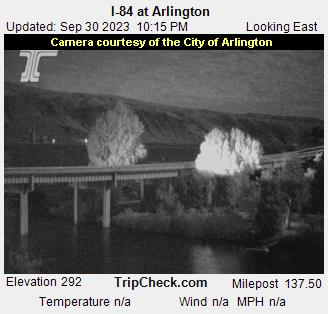 I-84 at Arlington
Updated: Sep 30 2023 10:15 PM Looking East
Camera courtesy of the City of Arlington
Elevation 292 TripCheck.com Milepost 137.50
Temperature n/a Wind n/a MPH n/a